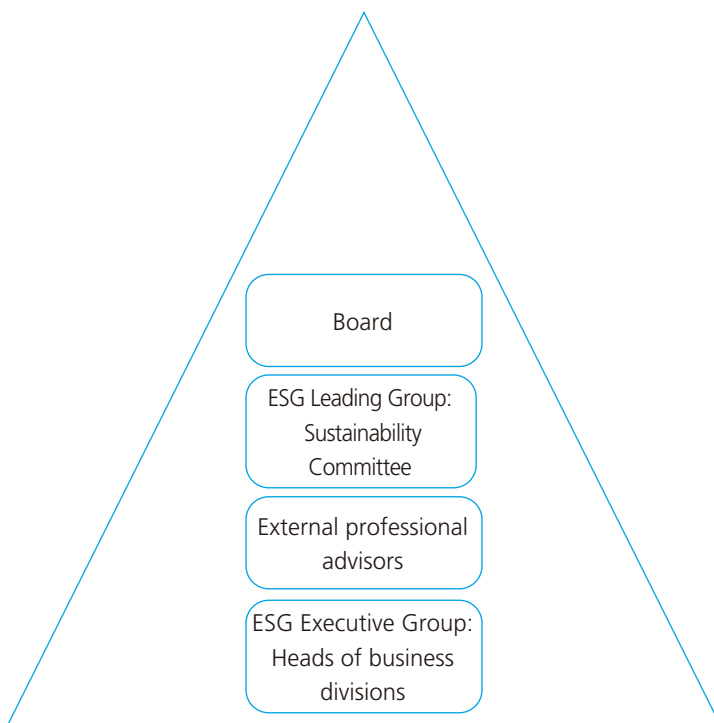 Board
ESG Leading Group:
Sustainability
Committee
External professional
advisors
ESG Executive Group:
Heads of business
divisions